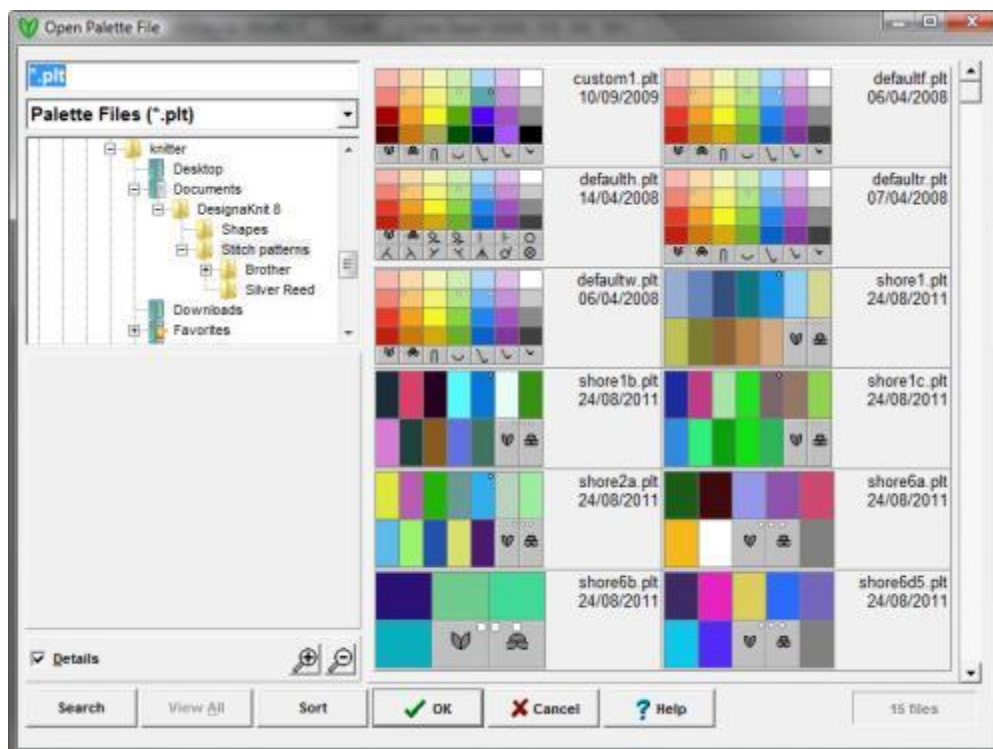 Open Palette File
*.plt
Palette Files (*.plt)
knitter
Desktop
Documents
DesignaKnit 8
Shapes
Stitch patterns
Brother
Silver Reed
Downloads
Favorites
Details
custom1.plt
10/09/2009
defaultf.plt
06/04/2008
defaulth.plt
14/04/2008
defaultr.plt
07/04/2008
defaultw.plt
06/04/2008
shore1.plt
24/08/2011
shore1b.plt
24/08/2011
shore1c.plt
24/08/2011
shore2a.plt
24/08/2011
shore6a.plt
24/08/2011
shore6b.plt
24/08/2011
shore6d5.plt
24/08/2011
Search
View All
Sort
OK
Cancel
? Help
15 files